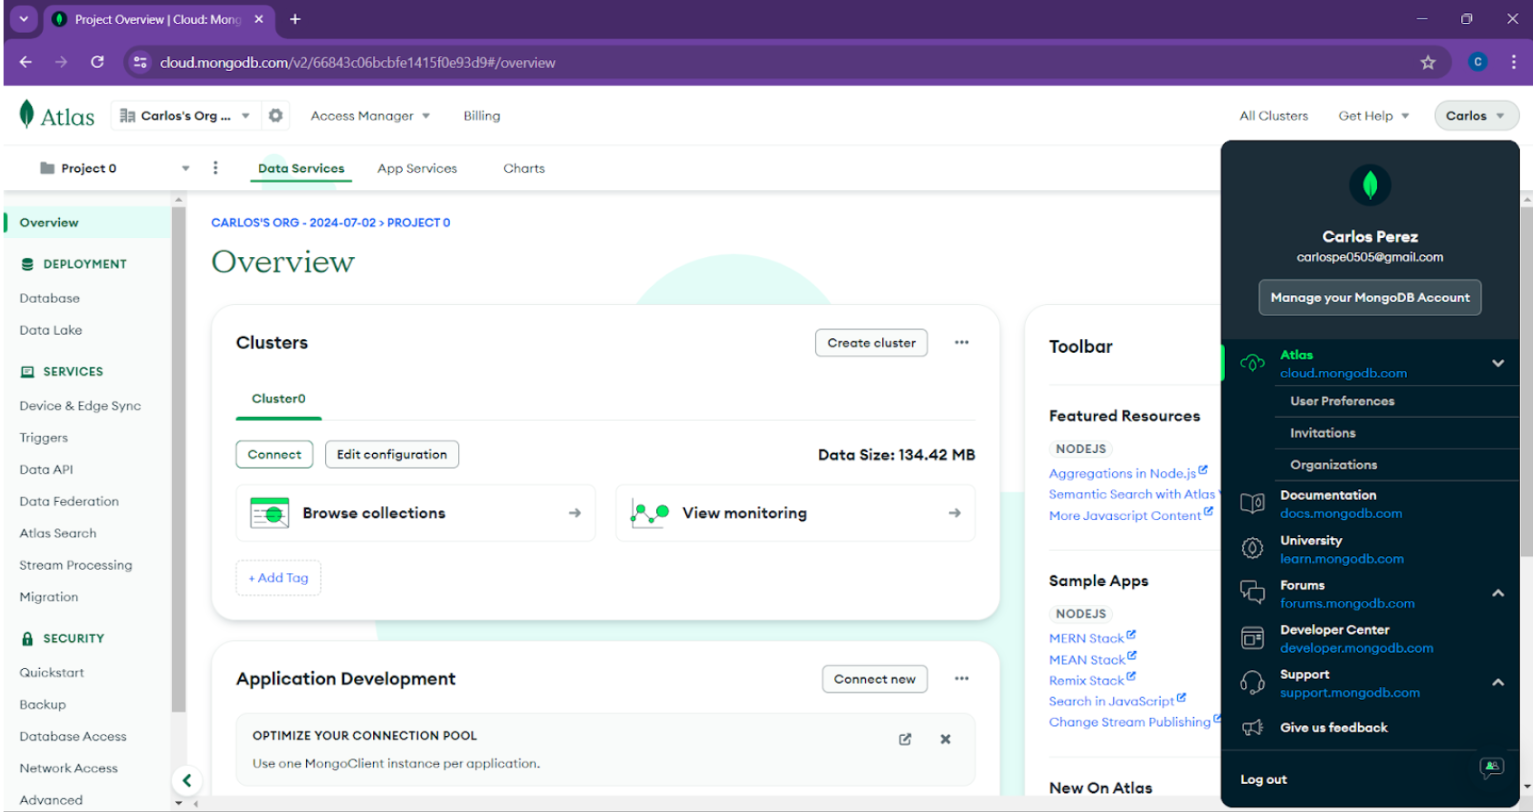 Project Overview | Cloud: Mong
cloud.mongodb.com/v2/66843c06bcbfe1415f0e93d9#/overview
C
Atlas
Carlos's Org ...
Access Manager
Billing
All Clusters
Get Help
Carlos
Project 0
Data Services
App Services
Charts
Overview
DEPLOYMENT
Database
Data Lake
SERVICES
Device & Edge Sync
Triggers
Data API
Data Federation
Atlas Search
Stream Processing
Migration
SECURITY
Quickstart
Backup
Database Access
Network Access
Advanced
CARLOS'S ORG - 2024-07-02 > PROJECT 0
Overview
Clusters
Create cluster
Cluster0
Connect
Edit configuration
Data Size: 134.42 MB
Browse collections
View monitoring
+ Add Tag
Application Development
Connect new
OPTIMIZE YOUR CONNECTION POOL
Use one MongoClient instance per application.
Toolbar
Featured Resources
NODEJS
Aggregations in Node.js
Semantic Search with Atlas
More Javascript Content
Sample Apps
NODEJS
MERN Stack
MEAN Stack
Remix Stack
Search in JavaScript
Change Stream Publishing
New On Atlas
Carlos Perez
carlospe0505@gmail.com
Manage your MongoDB Account
Atlas
cloud.mongodb.com
User Preferences
Invitations
Organizations
Documentation
docs.mongodb.com
University
learn.mongodb.com
Forums
forums.mongodb.com
Developer Center
developer.mongodb.com
Support
support.mongodb.com
Give us feedback
Log out